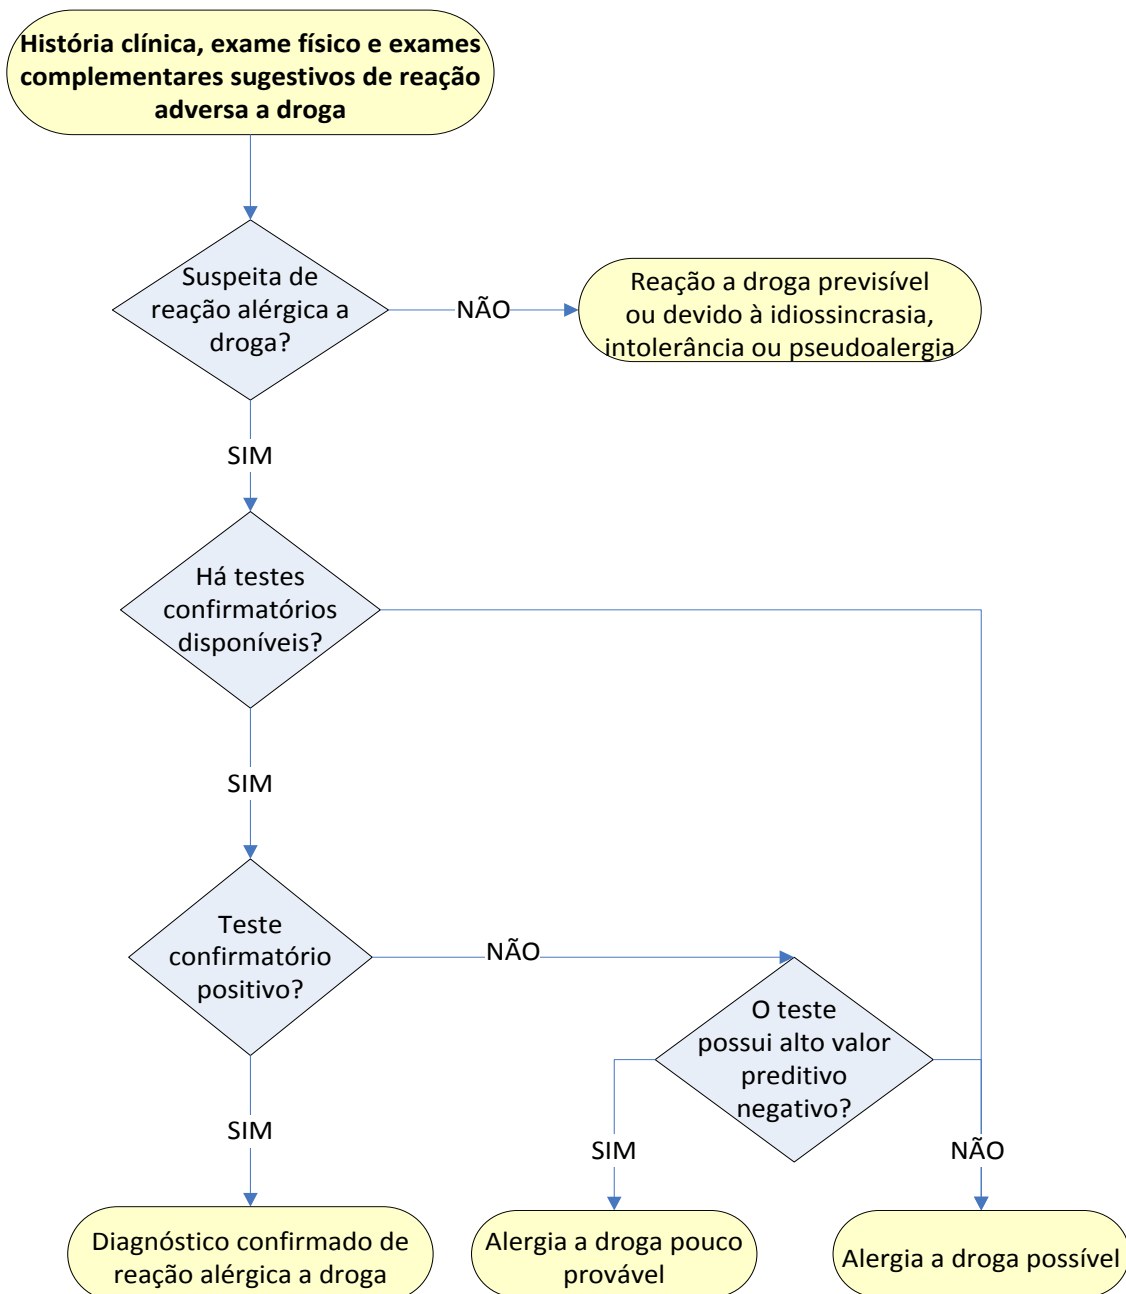 História clínica, exame físico e exames
complementares sugestivos de reação
adversa a droga
Suspeita de
reação alérgica a
droga?
NÃO
Reação a droga previsível
ou devido à idiossincrasia,
intolerância ou pseudoalergia
SIM
Há testes
confirmatórios
disponíveis?
SIM
Teste
confirmatório
positivo?
NÃO
O teste
possui alto valor
preditivo
negativo?
SIM
SIM
NÃO
Diagnóstico confirmado de
reação alérgica a droga
Alergia a droga pouco
provável
Alergia a droga possível